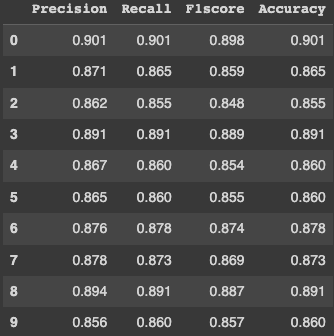 Precision Recall F1score Accuracy
0 0.901 0.901 0.898 0.901
1 0.871 0.865 0.859 0.865
2 0.862 0.855 0.848 0.855
3 0.891 0.891 0.889 0.891
4 0.867 0.860 0.854 0.860
5 0.865 0.860 0.855 0.860
6 0.876 0.878 0.874 0.878
7 0.878 0.873 0.869 0.873
8 0.894 0.891 0.887 0.891
9 0.856 0.860 0.857 0.860